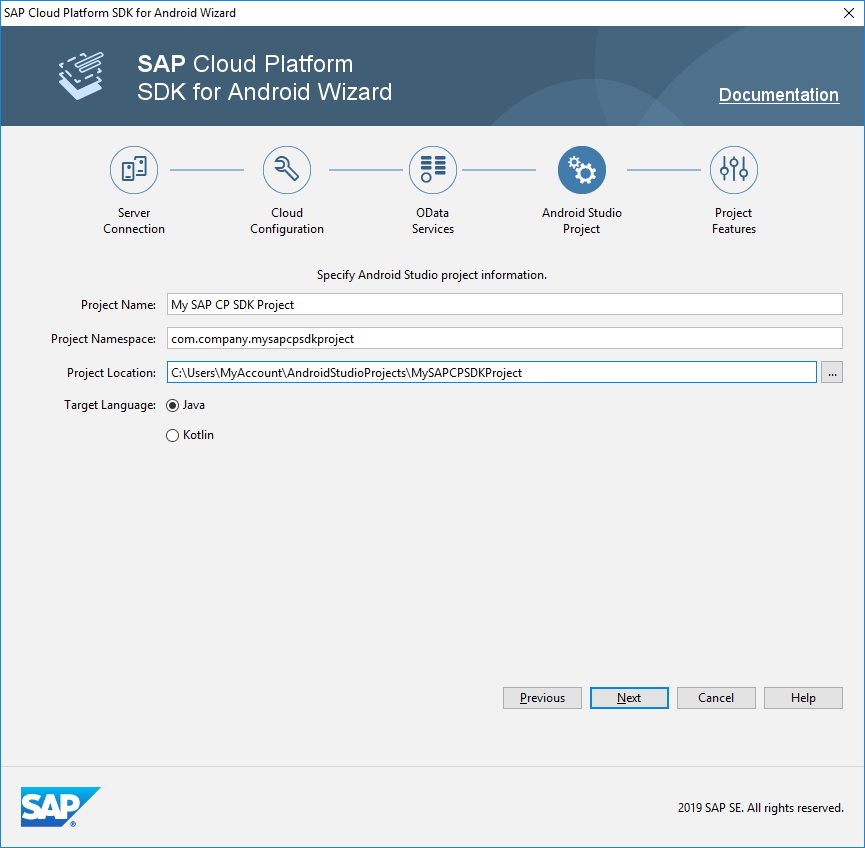 SAP Cloud Platform SDK for Android Wizard
SAP Cloud Platform
SDK for Android Wizard
Documentation
Server
Connection
Cloud
Configuration
OData
Services
Android Studio
Project
Project
Features
Specify Android Studio project information.
Project Name: My SAP CP SDK Project
Project Namespace: com.company.mysapcpsdkproject
Project Location: C:\Users\MyAccount\AndroidStudioProjects\MySAPCPSDKProject ...
Target Language: Java
Kotlin
Previous Next Cancel Help
SAP ®
2019 SAP SE. All rights reserved.